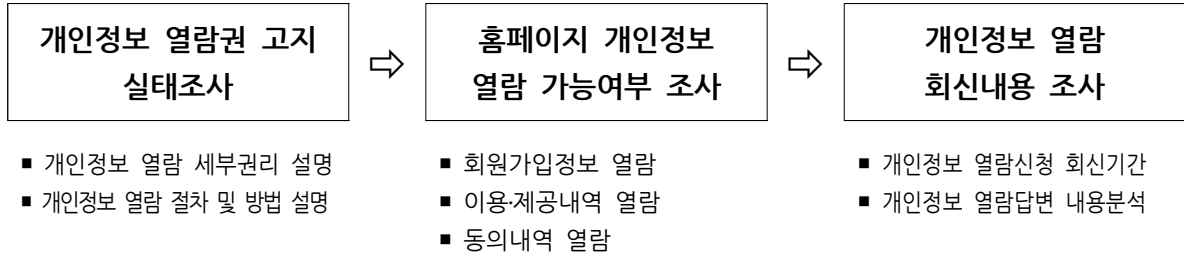 개인정보 열람권 고지
실태조사
⇨
홈페이지 개인정보
열람 가능여부 조사
⇨
개인정보 열람
회신내용 조사
▪ 개인정보 열람 세부권리 설명
▪ 개인정보 열람 절차 및 방법 설명
▪ 회원가입정보 열람
▪ 이용·제공내역 열람
▪ 동의내역 열람
▪ 개인정보 열람신청 회신기간
▪ 개인정보 열람답변 내용분석